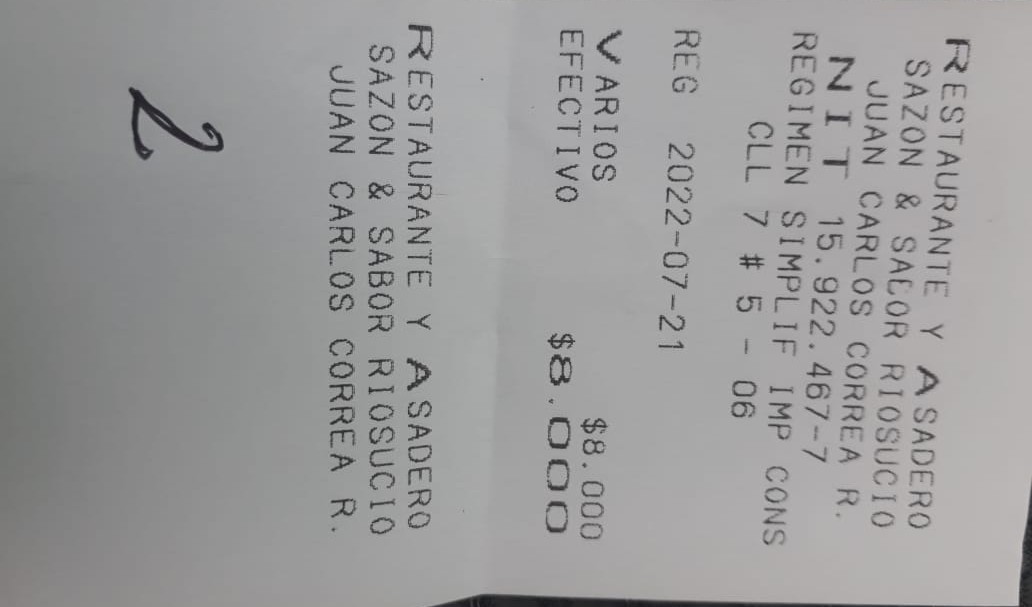 RESTAURANTE Y ASADERO
SAZON & SABOR RIOSUCIO
JUAN CARLOS CORREA R.
NIT 15.922.467-7
REGIMEN SIMPLIF IMP CONS
CLL 7 # 5 - 06
REG 2022-07-21
VARIOS $8.000
EFECTIVO $8.000
RESTAURANTE Y ASADERO
SAZON & SABOR RIOSUCIO
JUAN CARLOS CORREA R.
2